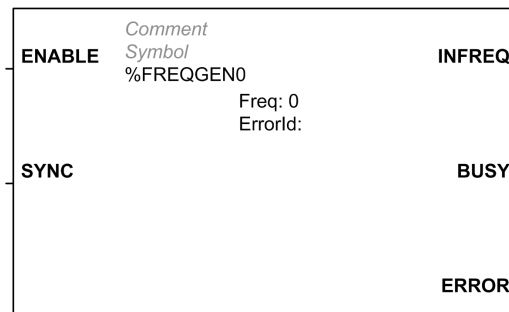 Comment
ENABLE
Symbol
INFREQ
%FREQGEN0
Freq: 0
ErrorId:
SYNC
BUSY
ERROR